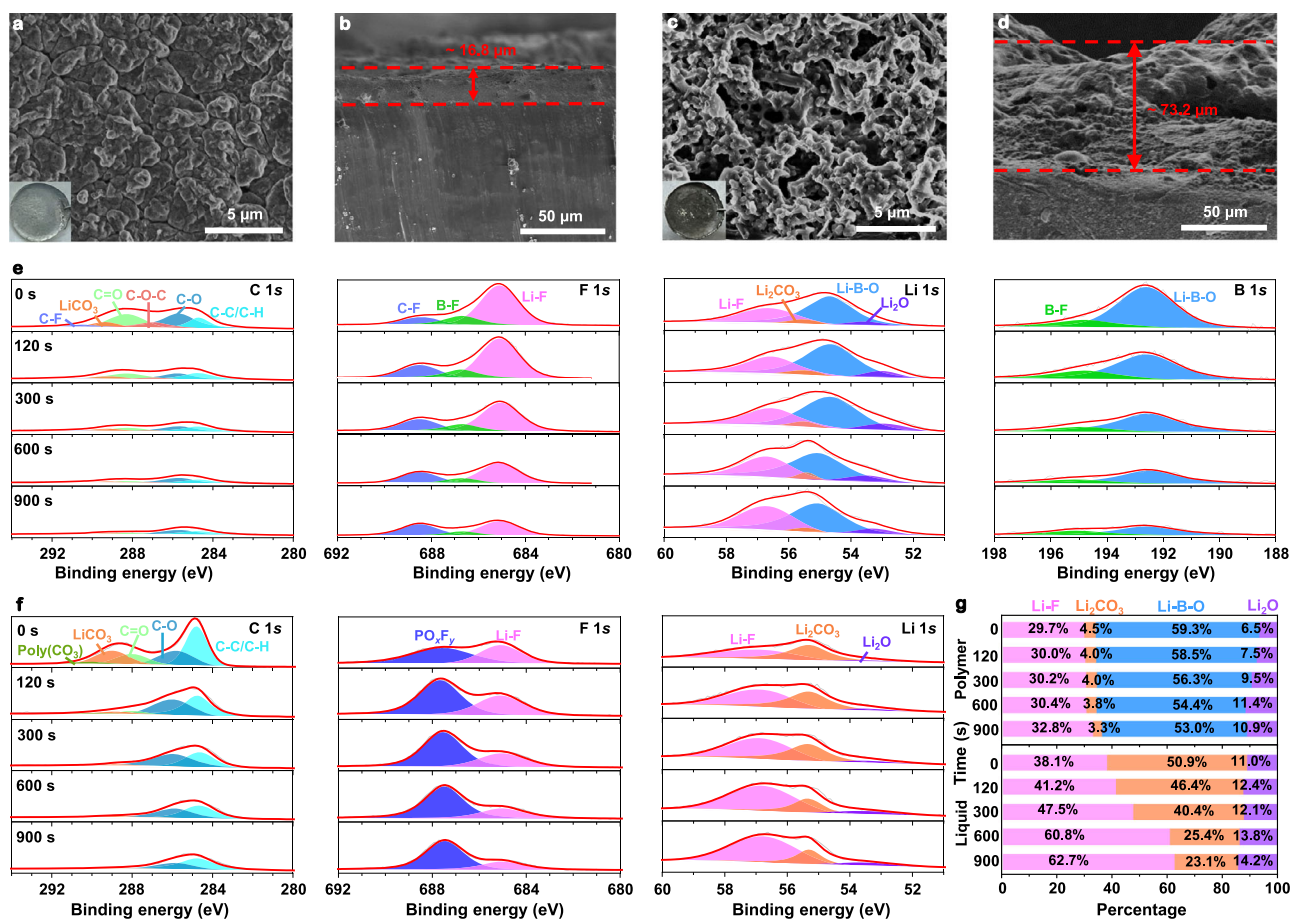 a
5 µm
b
~ 16.8 µm
50 µm
c
5 µm
d
~ 73.2 µm
50 µm
e
0 s
C 1s
C-F
LiCO3
C=O
C-O-C
C-O
C-C/C-H
120 s
300 s
600 s
900 s
292 288 284 280
Binding energy (eV)
F 1s
C-F
B-F
Li-F
692 688 684 680
Binding energy (eV)
Li 1s
Li-F
Li2CO3
Li-B-O
Li2O
60 58 56 54 52
Binding energy (eV)
B 1s
B-F
Li-B-O
198 196 194 192 190 188
Binding energy (eV)
f
0 s
C 1s
Poly(CO3)
LiCO3
C=O
C-O
C-C/C-H
120 s
300 s
600 s
900 s
292 288 284 280
Binding energy (eV)
F 1s
POxFy
Li-F
692 688 684 680
Binding energy (eV)
Li 1s
Li-F
Li2CO3
Li2O
60 58 56 54 52
Binding energy (eV)
g
Li-F Li2CO3 Li-B-O Li2O
Time (s)
Polymer
0 29.7% 4.5% 59.3% 6.5%
120 30.0% 4.0% 58.5% 7.5%
300 30.2% 4.0% 56.3% 9.5%
600 30.4% 3.8% 54.4% 11.4%
900 32.8% 3.3% 53.0% 10.9%
Liquid
0 38.1% 50.9% 11.0%
120 41.2% 46.4% 12.4%
300 47.5% 40.4% 12.1%
600 60.8% 25.4% 13.8%
900 62.7% 23.1% 14.2%
0 20 40 60 80 100
Percentage